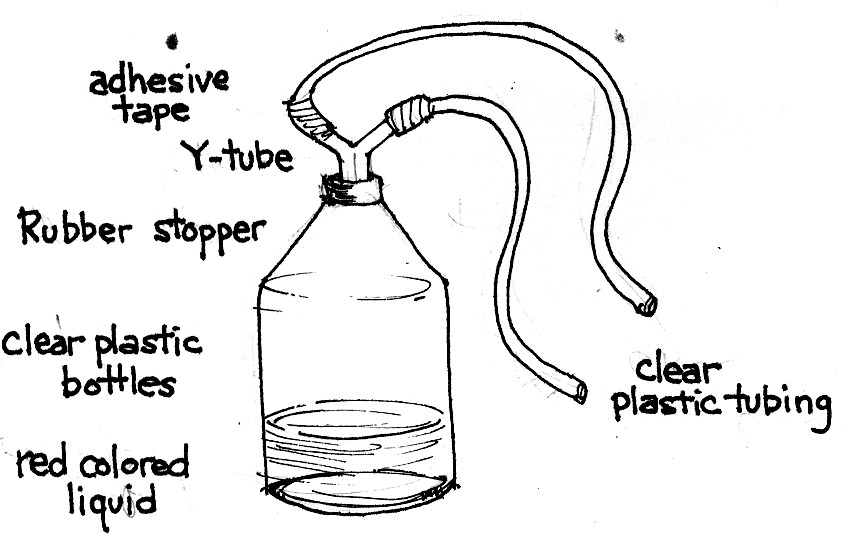 adhesive
tape
Y-tube
Rubber stopper
clear plastic
bottles
red colored
liquid
clear
plastic tubing